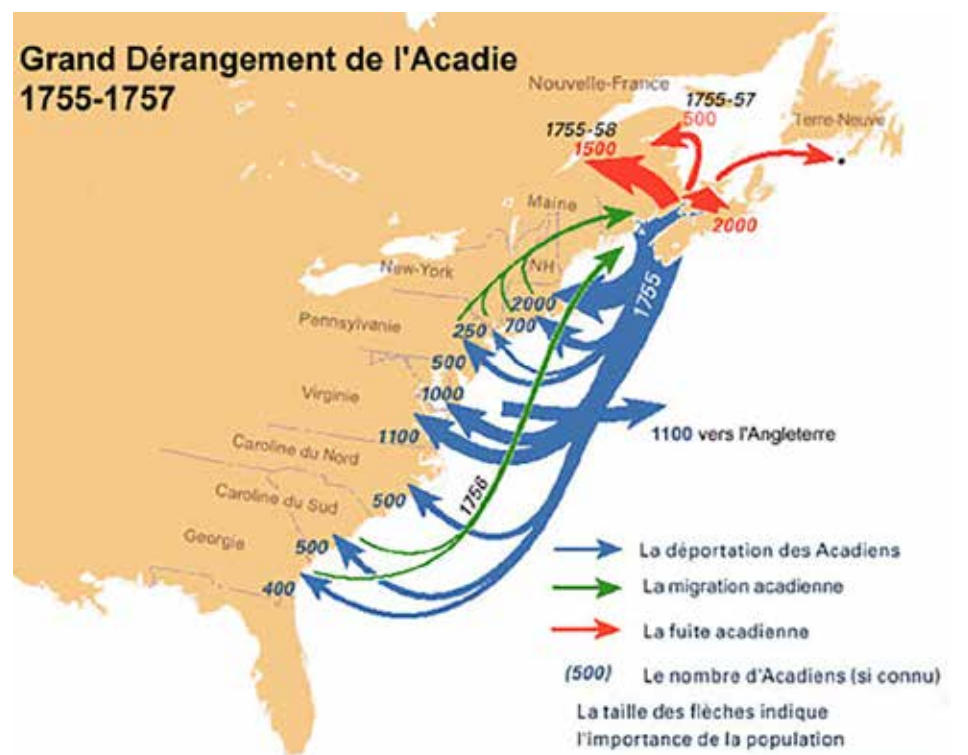 Grand Dérangement de l'Acadie
1755-1757
Nouvelle-France
1755-57
500
Terre-Neuve
1755-58
1500
Maine
2000
New-York
NH
1755
2000
250
700
Pennsylvanie
500
Virginie
1000
1100
1100 vers l'Angleterre
Caroline du Nord
1756
Caroline du Sud
500
Georgie
500
400
La déportation des Acadiens
La migration acadienne
La fuite acadienne
(500) Le nombre d'Acadiens (si connu)
La taille des flèches indique
l'importance de la population